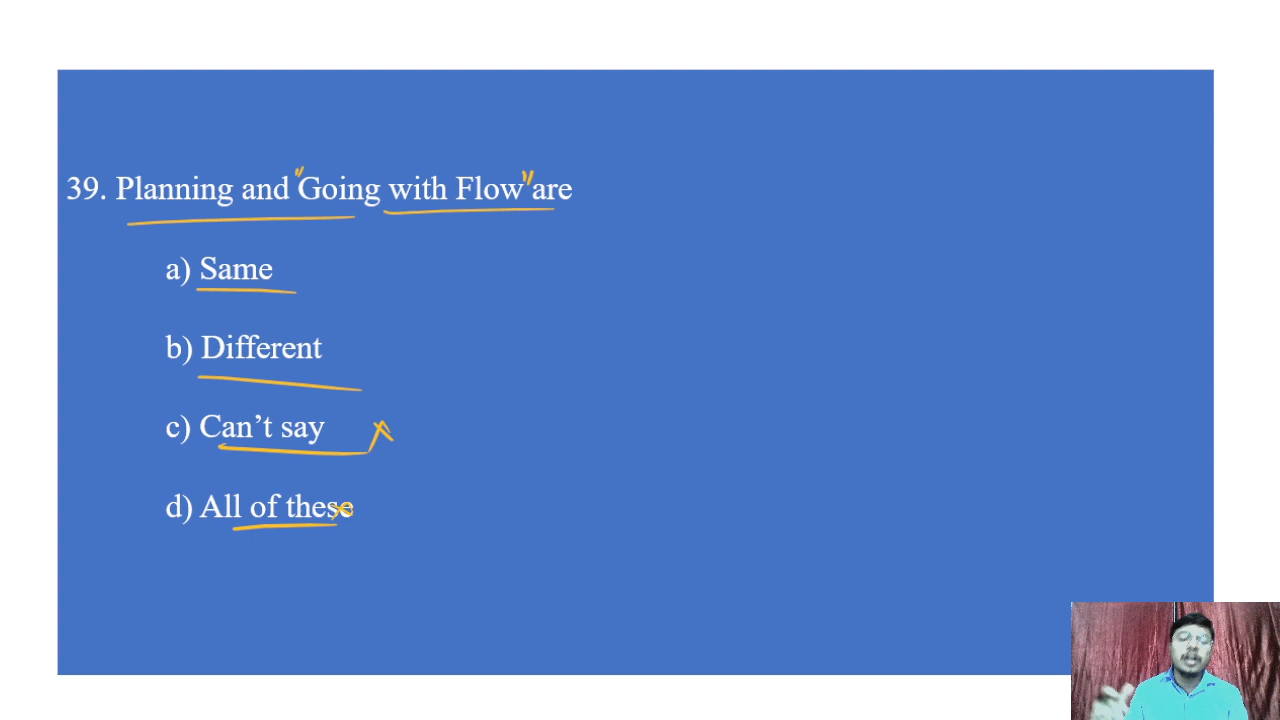 39. Planning and "Going with Flow" are
a) Same
b) Different
c) Can't say
d) All of these